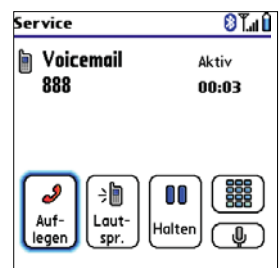 Service
Voicemail Aktiv
888 00:03
Auf-
legen
Laut-
spr.
Halten